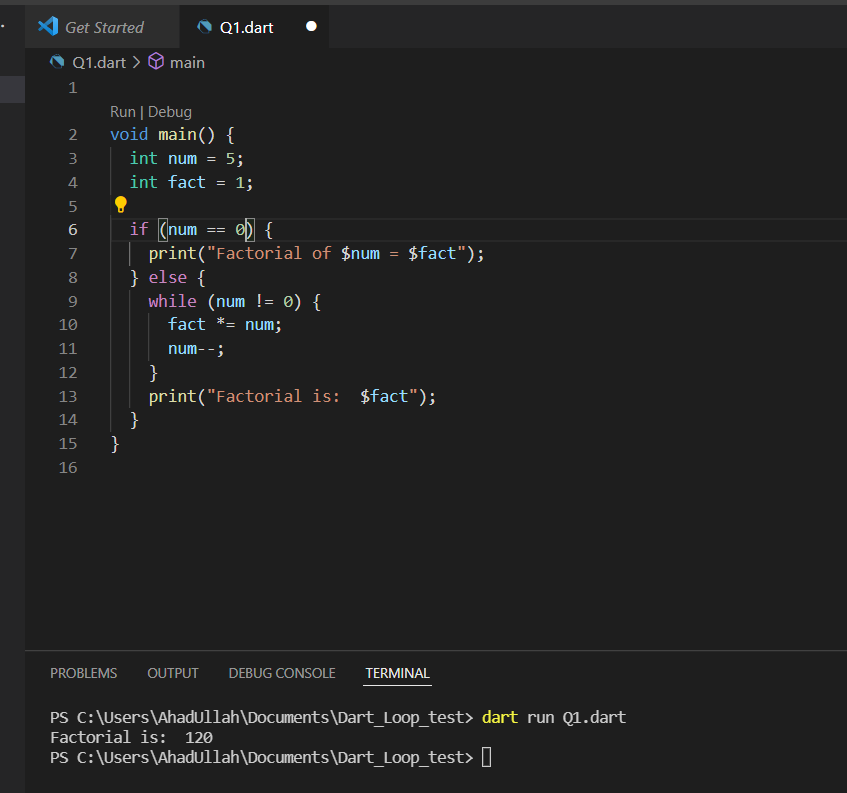 Get Started Q1.dart
Q1.dart > main
1
Run | Debug
2 void main() {
3   int num = 5;
4   int fact = 1;
5
6   if (num == 0) {
7     print("Factorial of $num = $fact");
8   } else {
9     while (num != 0) {
10       fact *= num;
11       num--;
12     }
13     print("Factorial is:  $fact");
14   }
15 }
16
PROBLEMS OUTPUT DEBUG CONSOLE TERMINAL
PS C:\Users\AhadUllah\Documents\Dart_Loop_test> dart run Q1.dart
Factorial is:  120
PS C:\Users\AhadUllah\Documents\Dart_Loop_test>